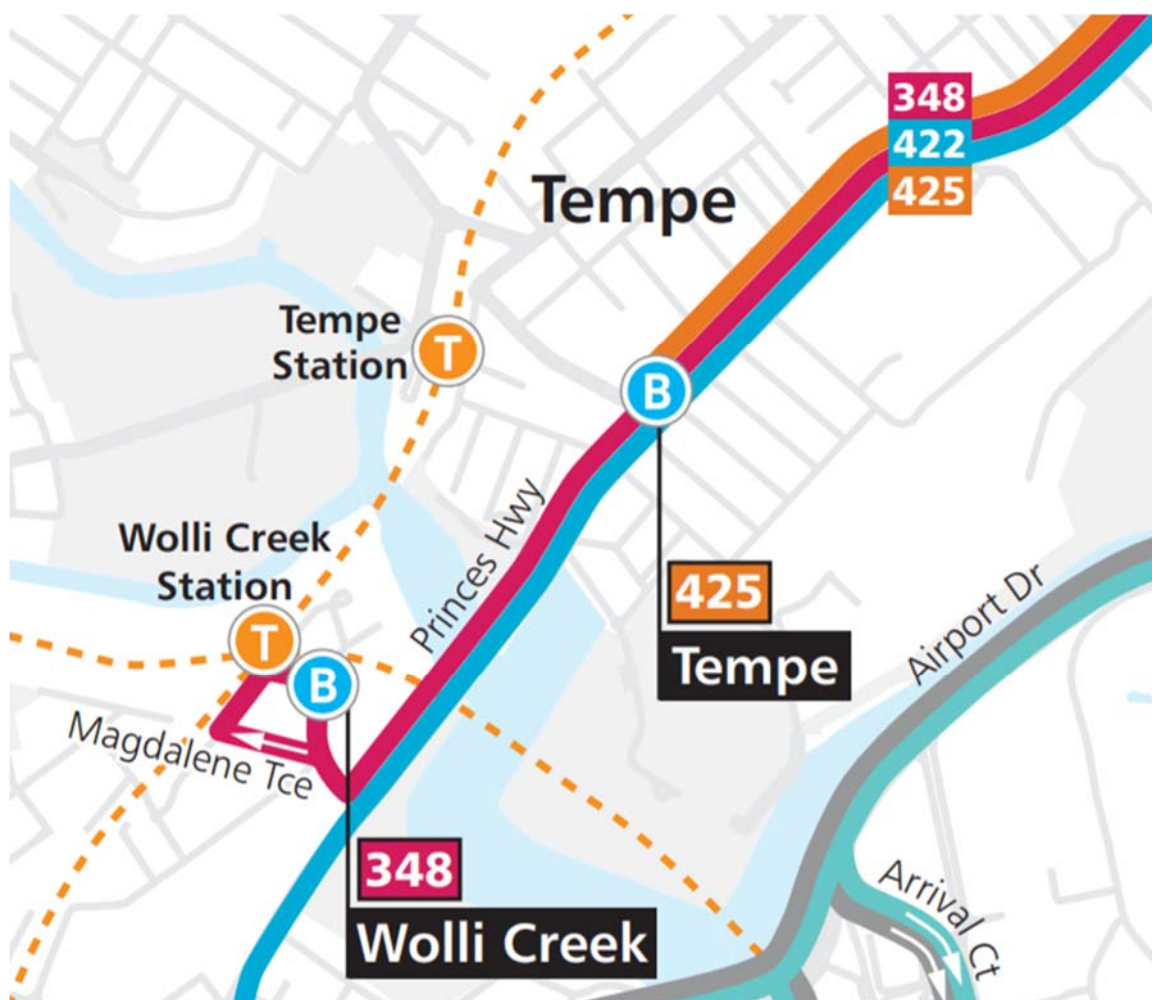 348
422
425
Tempe
Tempe
Station
T
B
Princes Hwy
Wolli Creek
Station
T
B
425
Tempe
Airport Dr
Magdalene Tce
348
Wolli Creek
Arrival Ct